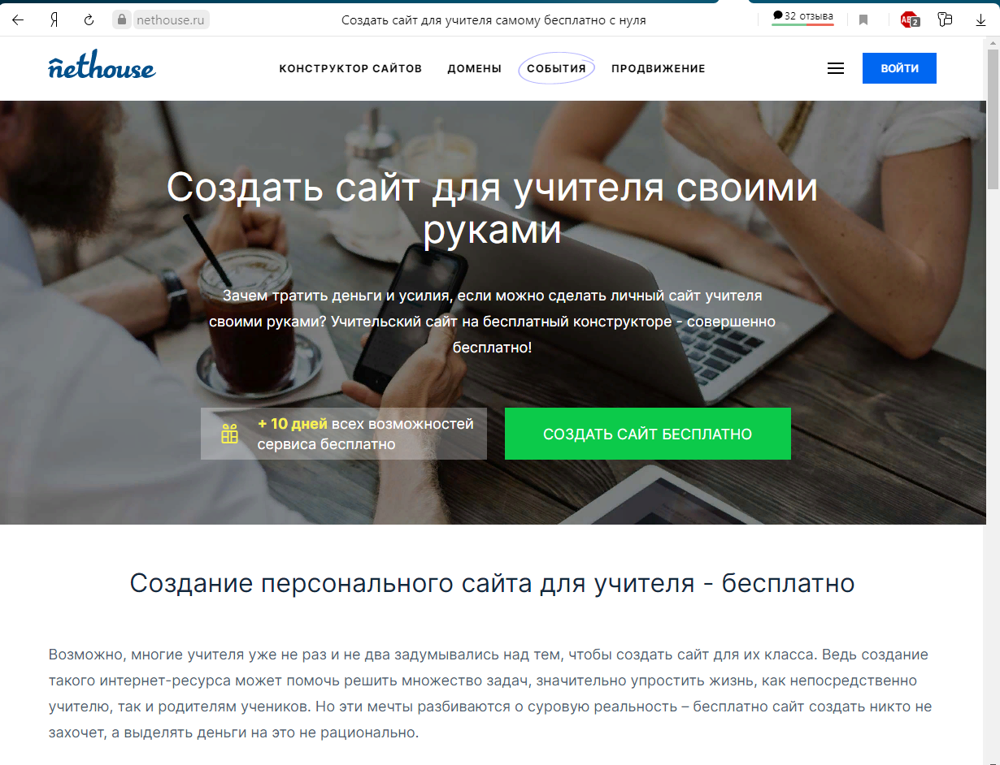 Я
nethouse.ru
Создать сайт для учителя самому бесплатно с нуля
32 отзыва
ABP
2
nethouse
КОНСТРУКТОР САЙТОВ
ДОМЕНЫ
СОБЫТИЯ
ПРОДВИЖЕНИЕ
ВОЙТИ
Создать сайт для учителя своими
руками
Зачем тратить деньги и усилия, если можно сделать личный сайт учителя
своими руками? Учительский сайт на бесплатный конструкторе - совершенно
бесплатно!
+ 10 дней всех возможностей
сервиса бесплатно
СОЗДАТЬ САЙТ БЕСПЛАТНО
Создание персонального сайта для учителя - бесплатно
Возможно, многие учителя уже не раз и не два задумывались над тем, чтобы создать сайт для их класса. Ведь создание
такого интернет-ресурса может помочь решить множество задач, значительно упростить жизнь, как непосредственно
учителю, так и родителям учеников. Но эти мечты разбиваются о суровую реальность – бесплатно сайт создать никто не
захочет, а выделять деньги на это не рационально.